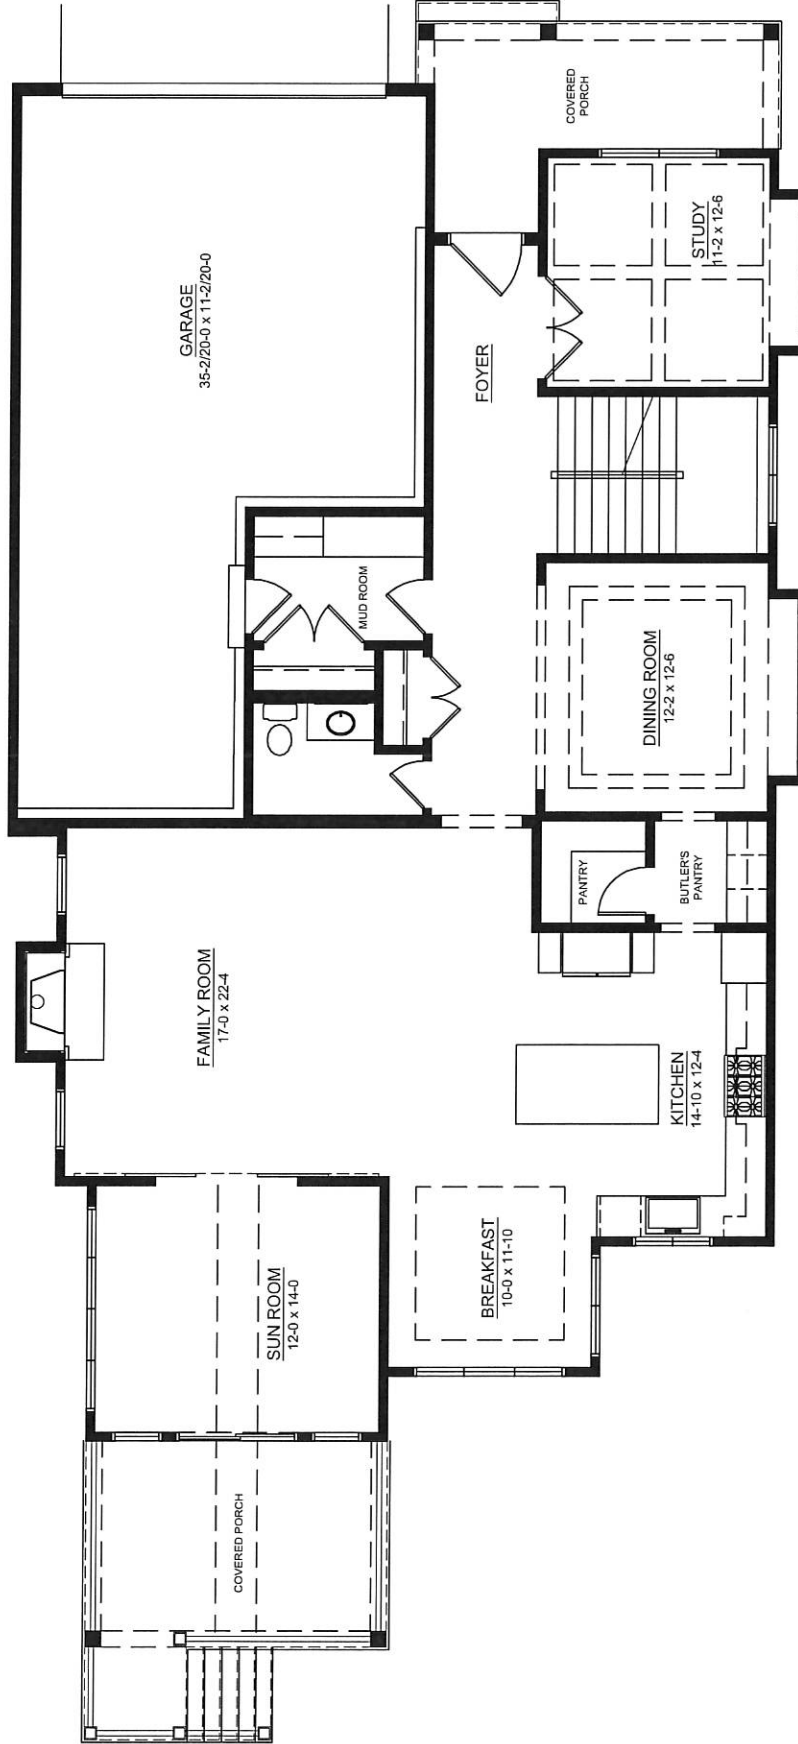 COVERED
PORCH
STUDY
11-2 x 12-6
GARAGE
35-2/20-0 x 11-2/20-0
FOYER
MUD ROOM
DINING ROOM
12-2 x 12-6
PANTRY
BUTLER'S
PANTRY
FAMILY ROOM
17-0 x 22-4
KITCHEN
14-10 x 12-4
BREAKFAST
10-0 x 11-10
SUN ROOM
12-0 x 14-0
COVERED PORCH